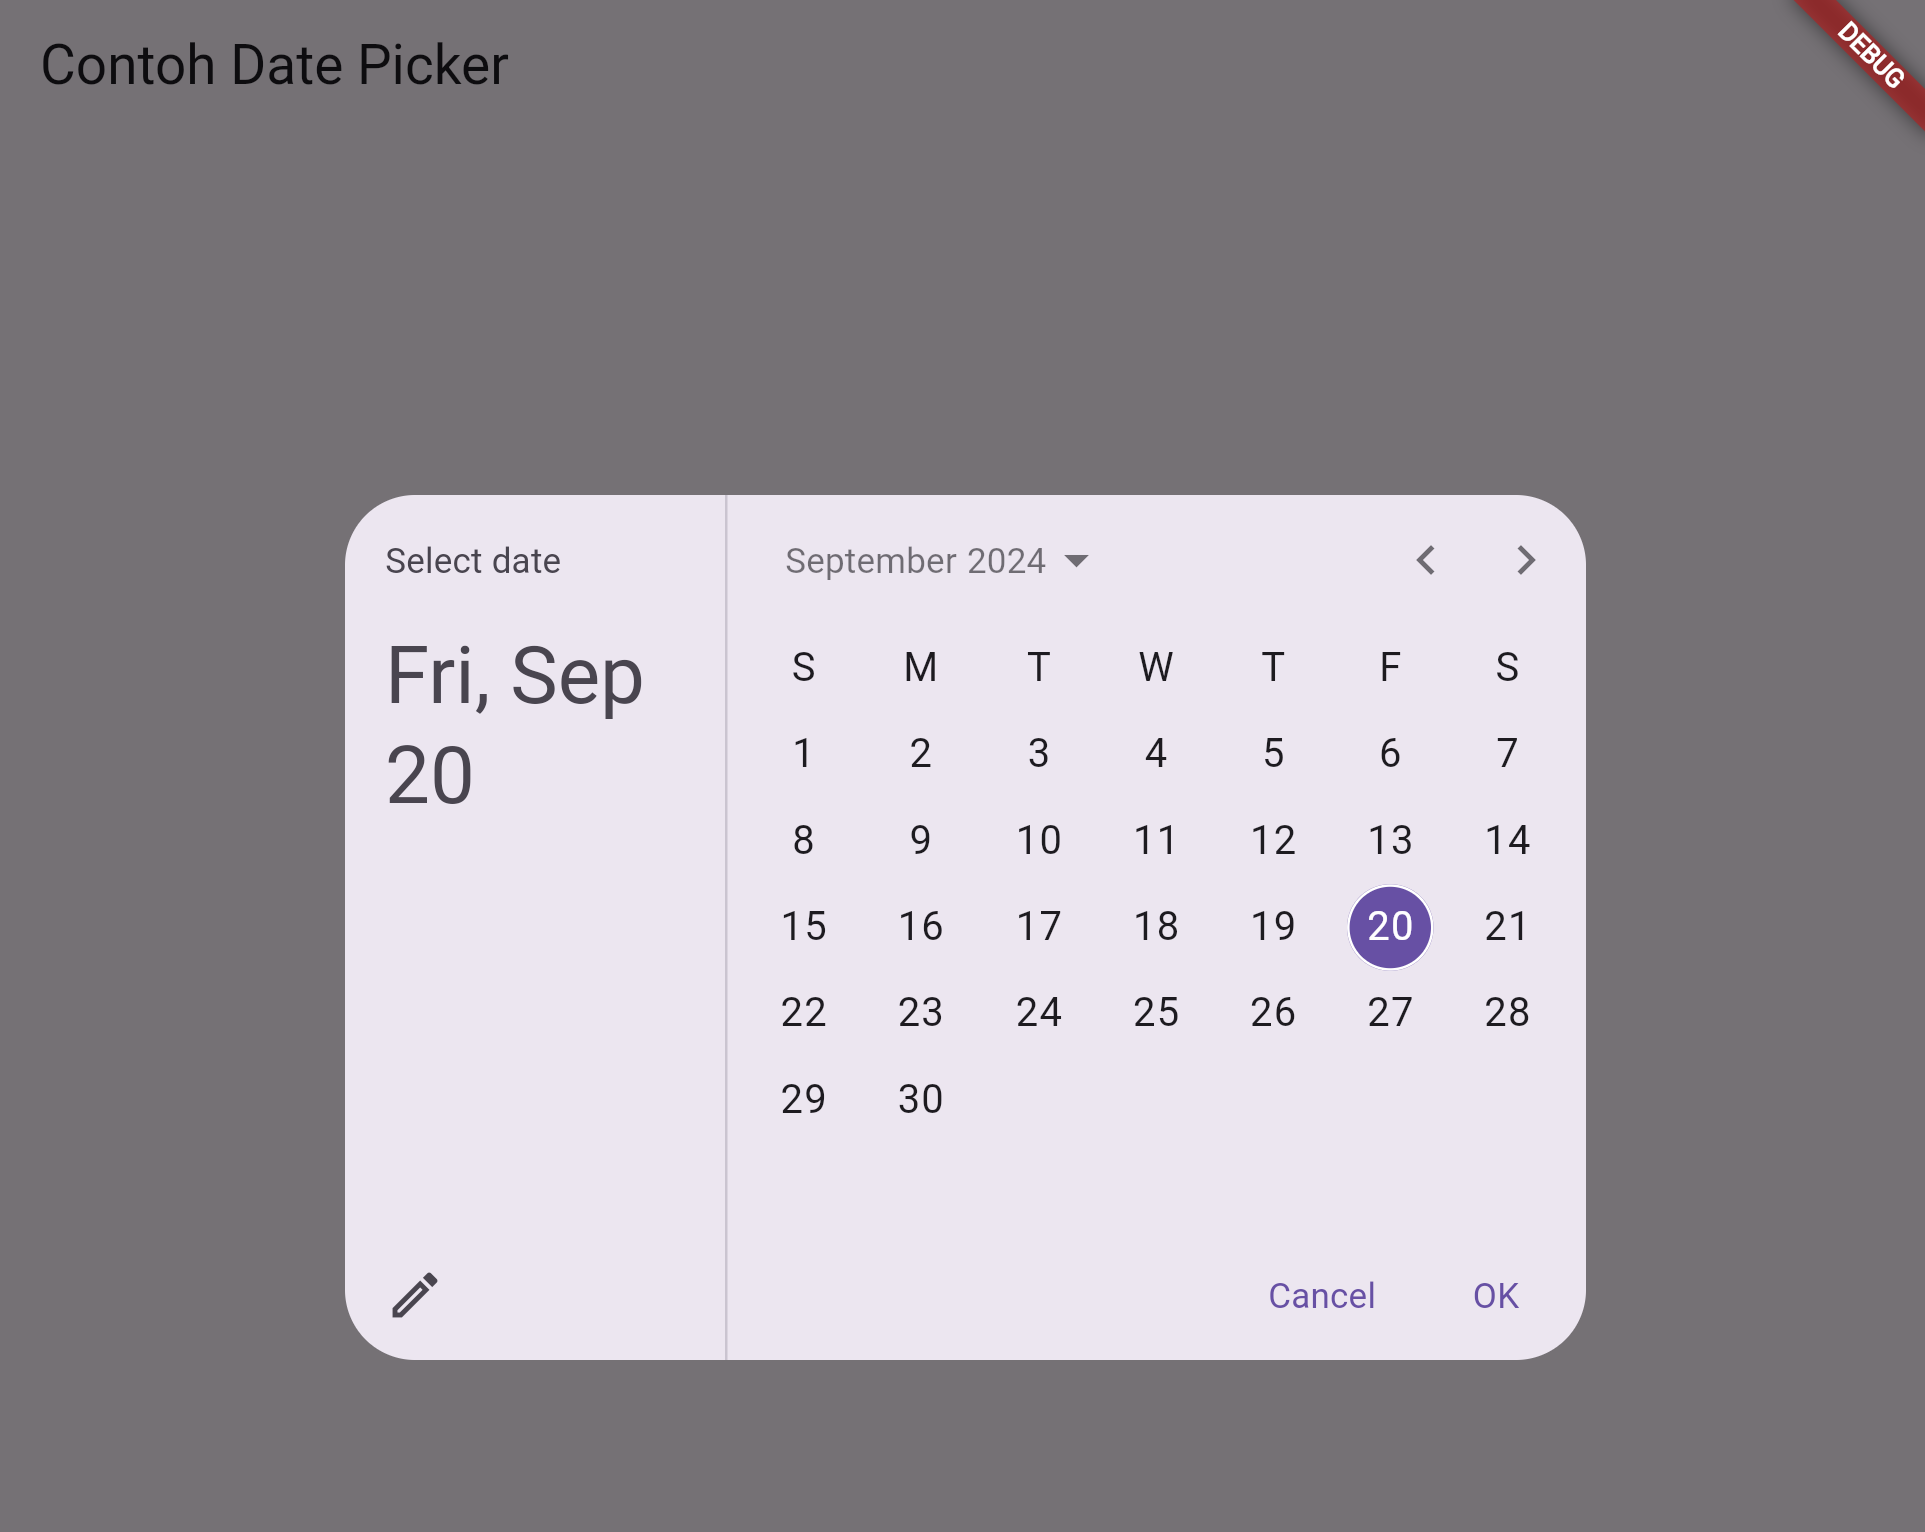 Contoh Date Picker
DEBUG
Select date
Fri, Sep
20
September 2024
S M T W T F S
1 2 3 4 5 6 7
8 9 10 11 12 13 14
15 16 17 18 19 20 21
22 23 24 25 26 27 28
29 30
Cancel OK